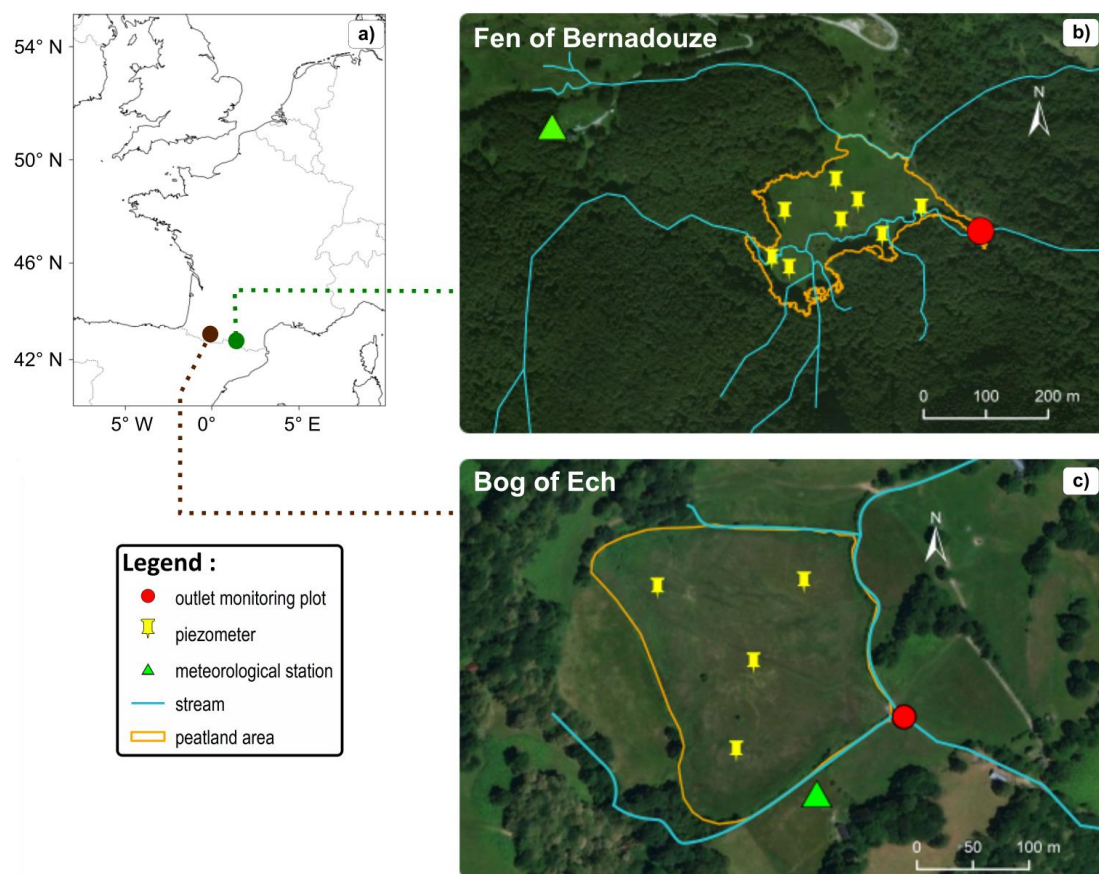 a)
54° N
50° N
46° N
42° N
5° W 0° 5° E
Fen of Bernadouze
b)
N
0 100 200 m
Bog of Ech
c)
N
0 50 100 m
Legend :
outlet monitoring plot
piezometer
meteorological station
stream
peatland area